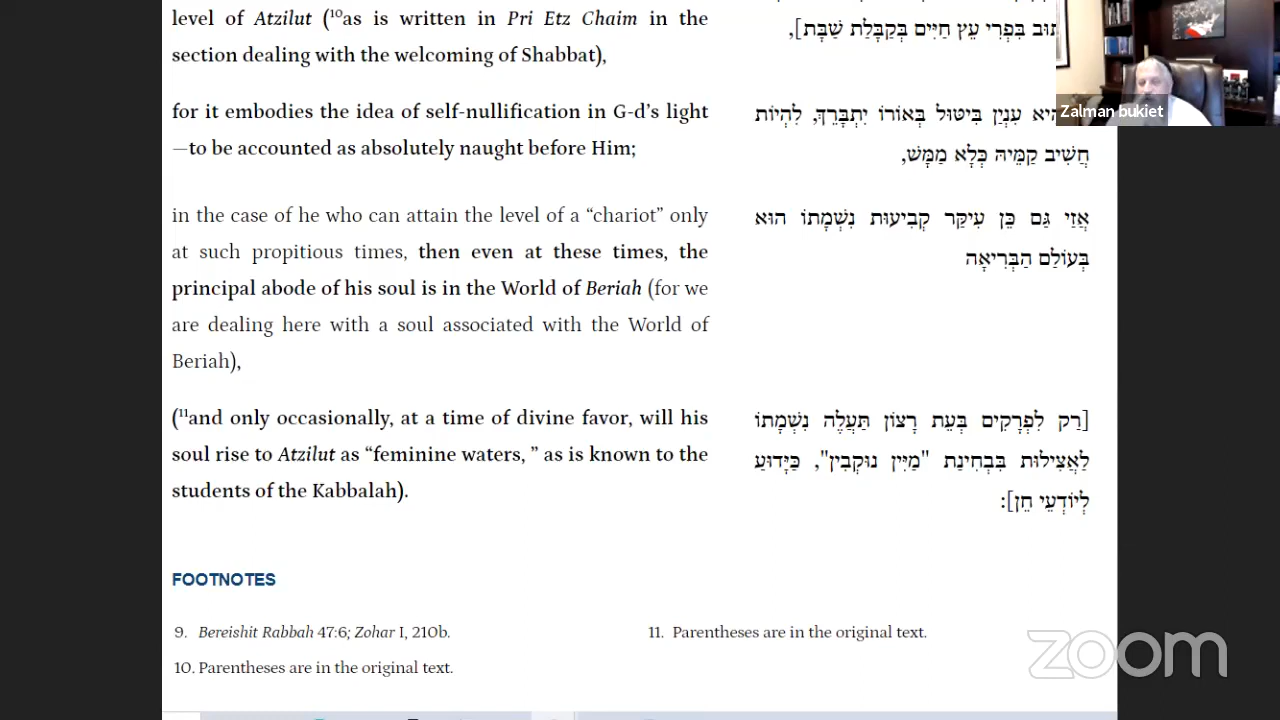 level of Atzilut (10as is written in Pri Etz Chaim in the
section dealing with the welcoming of Shabbat),
for it embodies the idea of self-nullification in G-d's light
—to be accounted as absolutely naught before Him;
in the case of he who can attain the level of a “chariot” only
at such propitious times, then even at these times, the
principal abode of his soul is in the World of Beriah (for we
are dealing here with a soul associated with the World of
Beriah),
(11and only occasionally, at a time of divine favor, will his
soul rise to Atzilut as “feminine waters, ” as is known to the
students of the Kabbalah).
בִּפְרִי עֵץ חַיִּים בְּקַבָּלַת שַׁבָּת],
הִיא עִנְיַן בִּיטּוּל בְּאוֹרוֹ יִתְבָּרֵךְ, לִהְיוֹת
חֲשִׁיב קַמֵּיהּ כְּלָא מַמָּשׁ,
אֲזַי גַּם כֵּן עִיקַּר קְבִיעוּת נִשְׁמָתוֹ הוּא
בְּעוֹלַם הַבְּרִיאָה
[רַק לִפְרָקִים בְּעֵת רָצוֹן תַּעֲלֶה נִשְׁמָתוֹ
לַאֲצִילוּת בִּבְחִינַת "מַיִּין נוּקְבִין", כַּיָּדוּעַ
לְיוֹדְעֵי חֵן]:
Zalman bukiet
FOOTNOTES
9. Bereishit Rabbah 47:6; Zohar I, 210b.
10. Parentheses are in the original text.
11. Parentheses are in the original text.
zoom